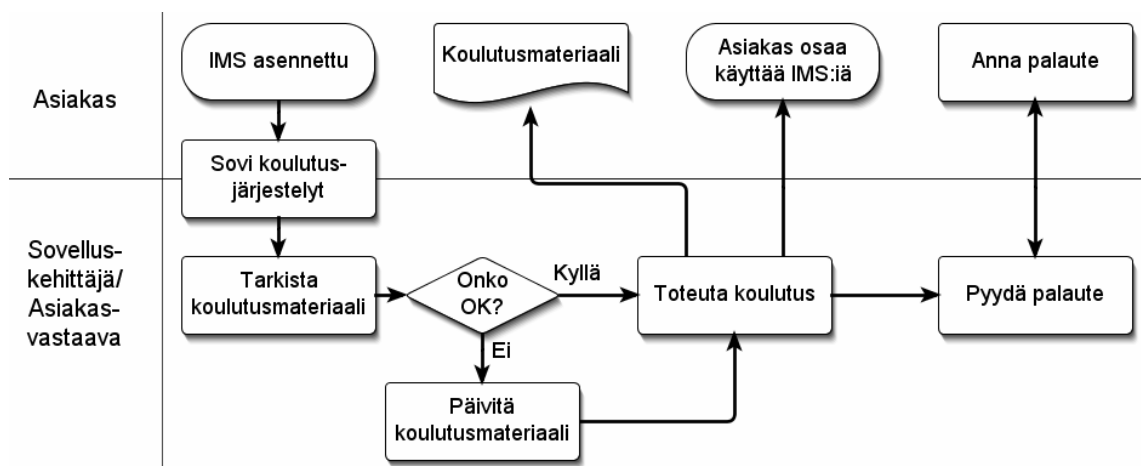 Asiakas
IMS asennettu
Koulutusmateriaali
Asiakas osaa
käyttää IMS:iä
Anna palaute
Sovi koulutus-
järjestelyt
Sovellus-
kehittäjä/
Asiakas-
vastaava
Tarkista
koulutusmateriaali
Onko
OK?
Kyllä
Ei
Toteuta koulutus
Pyydä palaute
Päivitä
koulutusmateriaali